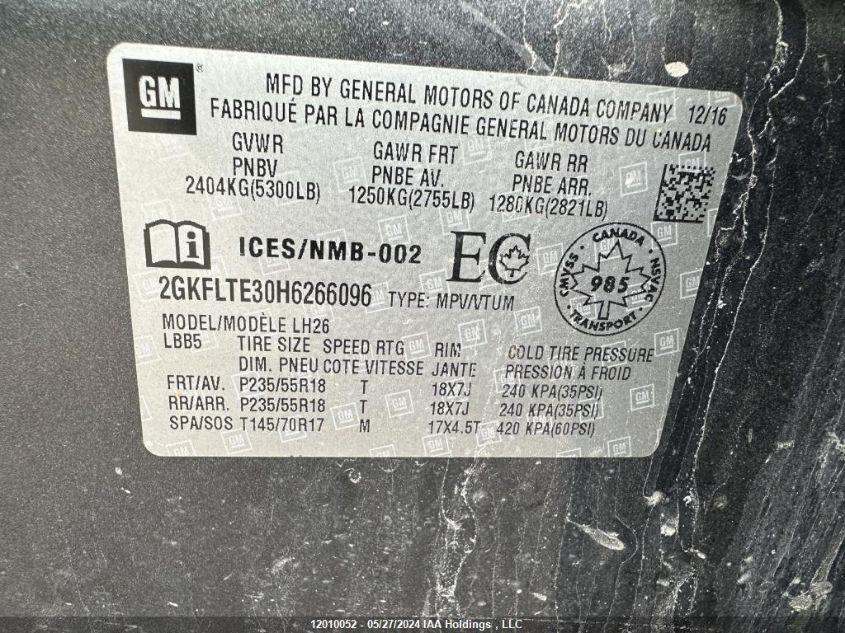 GM
MFD BY GENERAL MOTORS OF CANADA COMPANY 12/16
FABRIQUÉ PAR LA COMPAGNIE GENERAL MOTORS DU CANADA
GVWR GAWR FRT GAWR RR
PNBV PNBE AV. PNBE ARR.
2404KG(5300LB) 1250KG(2755LB) 1280KG(2821LB)
i ICES/NMB-002 EC
CANADA
CMVSS 985 NSVAC
TRANSPORT
2GKFLTE30H6266096 TYPE: MPV/VTUM
MODEL/MODÈLE LH26
LBB5 TIRE SIZE SPEED RTG RIM COLD TIRE PRESSURE
DIM. PNEU COTE VITESSE JANTE PRESSION À FROID
FRT/AV. P235/55R18 T 18X7J 240 KPA(35PSI)
RR/ARR. P235/55R18 T 18X7J 240 KPA(35PSI)
SPA/SOS T145/70R17 M 17X4.5T 420 KPA(60PSI)
12010052 - 05/27/2024 IAA Holdings , LLC